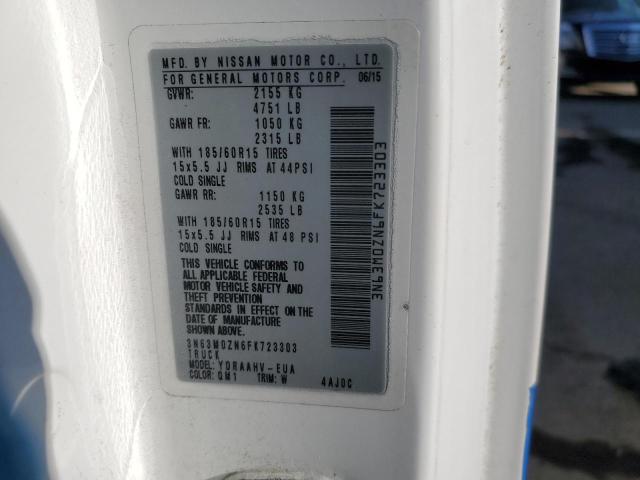 MFD. BY NISSAN MOTOR CO., LTD.
FOR GENERAL MOTORS CORP. 06/15
GVWR: 2155 KG
4751 LB
GAWR FR: 1050 KG
2315 LB
WITH 185/60R15 TIRES
15x5.5 JJ RIMS AT 44PSI
COLD SINGLE
GAWR RR: 1150 KG
2535 LB
WITH 185/60R15 TIRES
15x5.5 JJ RIMS AT 48 PSI
COLD SINGLE
THIS VEHICLE CONFORMS TO
ALL APPLICABLE FEDERAL
MOTOR VEHICLE SAFETY AND
THEFT PREVENTION
STANDARDS IN EFFECT ON THE
DATE OF MANUFACTURE
SHOWN ABOVE.
3N63M0ZN6FK723303
TRUCK
MODEL: YDRAAHV-EUA
COLOR: QM1 TRIM: W 4AJ0C
3N63M0ZN6FK723303